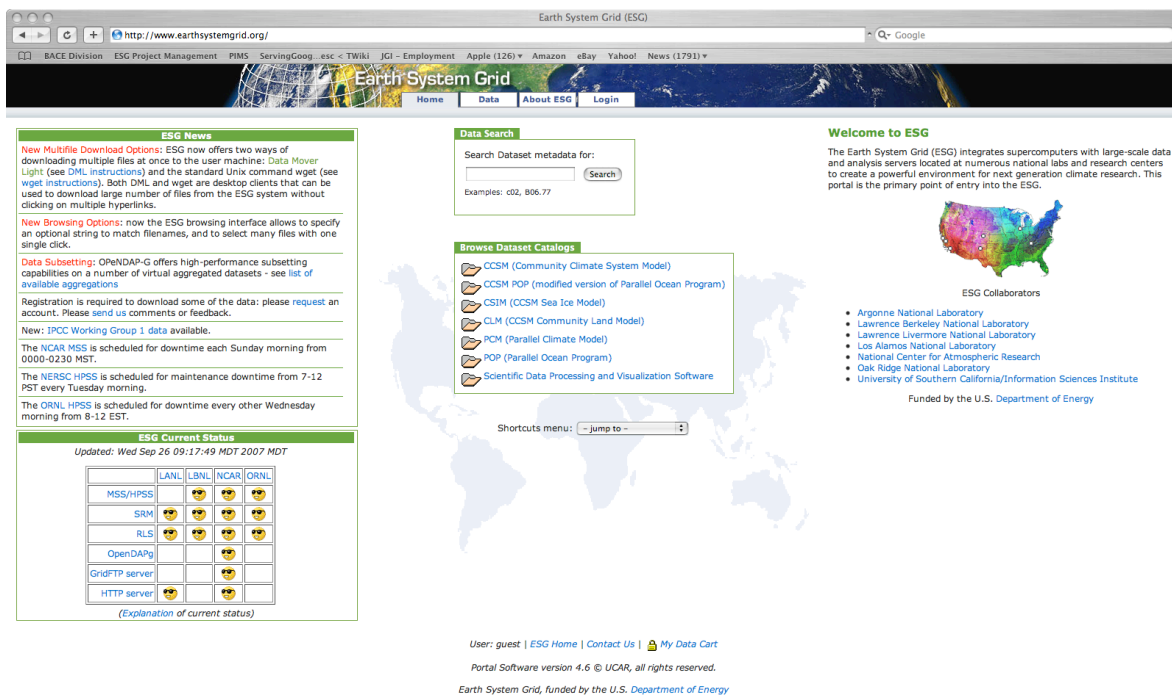 Earth System Grid (ESG)
http://www.earthsystemgrid.org/
Google
BACE Division ESG Project Management PIMS ServingGoog...esc < TWiki JGI – Employment Apple (126) Amazon eBay Yahoo! News (1791)
Earth System Grid
Home Data About ESG Login
ESG News
New Multifile Download Options: ESG now offers two ways of
downloading multiple files at once to the user machine: Data Mover
Light (see DML instructions) and the standard Unix command wget (see
wget instructions). Both DML and wget are desktop clients that can be
used to download large number of files from the ESG system without
clicking on multiple hyperlinks.
New Browsing Options: now the ESG browsing interface allows to specify
an optional string to match filenames, and to select many files with one
single click.
Data Subsetting: OPeNDAP-G offers high-performance subsetting
capabilities on a number of virtual aggregated datasets - see list of
available aggregations
Registration is required to download some of the data: please request an
account. Please send us comments or feedback.
New: IPCC Working Group 1 data available.
The NCAR MSS is scheduled for downtime each Sunday morning from
0000-0230 MST.
The NERSC HPSS is scheduled for maintenance downtime from 7-12
PST every Tuesday morning.
The ORNL HPSS is scheduled for downtime every other Wednesday
morning from 8-12 EST.
ESG Current Status
Updated: Wed Sep 26 09:17:49 MDT 2007 MDT
LANL LBNL NCAR ORNL
MSS/HPSS
SRM
RLS
OpenDAPg
GridFTP server
HTTP server
(Explanation of current status)
Data Search
Search Dataset metadata for:
Search
Examples: c02, B06.77
Browse Dataset Catalogs
CCSM (Community Climate System Model)
CCSM POP (modified version of Parallel Ocean Program)
CSIM (CCSM Sea Ice Model)
CLM (CCSM Community Land Model)
PCM (Parallel Climate Model)
POP (Parallel Ocean Program)
Scientific Data Processing and Visualization Software
Shortcuts menu: – jump to –
Welcome to ESG
The Earth System Grid (ESG) integrates supercomputers with large-scale data
and analysis servers located at numerous national labs and research centers
to create a powerful environment for next generation climate research. This
portal is the primary point of entry into the ESG.
ESG Collaborators
Argonne National Laboratory
Lawrence Berkeley National Laboratory
Lawrence Livermore National Laboratory
Los Alamos National Laboratory
National Center for Atmospheric Research
Oak Ridge National Laboratory
University of Southern California/Information Sciences Institute
Funded by the U.S. Department of Energy
User: guest | ESG Home | Contact Us | My Data Cart
Portal Software version 4.6 © UCAR, all rights reserved.
Earth System Grid, funded by the U.S. Department of Energy